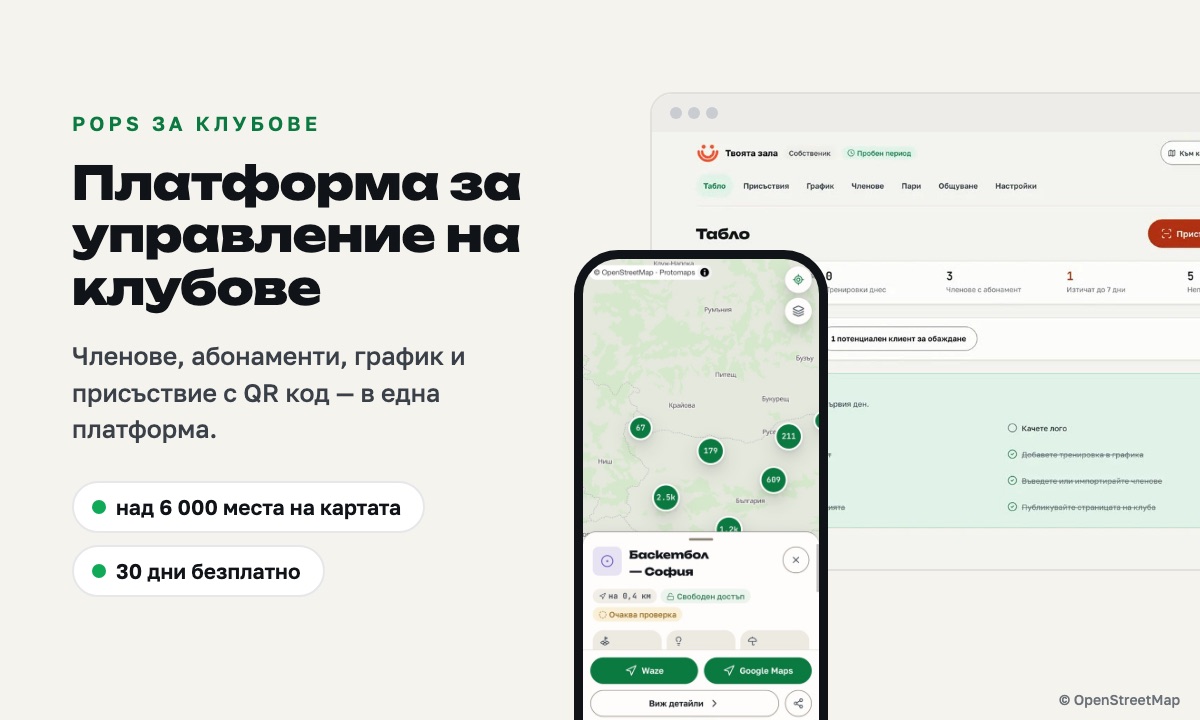 POPS ЗА КЛУБОВЕ
Платформа за
управление на
клубове
Членове, абонаменти, график и
присъствие с QR код — в една
платформа.
над 6 000 места на картата
30 дни безплатно
Твоята зала Собственик Пробен период
Към
Табло Присъствия График Членове Пари Общуване Настройки
Табло
0 3 1 5
Тренировки днес Членове с абонамент Изтичат до 7 дни
1 потенциален клиент за обаждане
Качете лого
Добавете тренировка в графика
Въведете или импортирайте членове
Публикувайте страницата на клуба
© OpenStreetMap · Protomaps
Румъния
Бузъу
Питещ
Крайова
Букурещ
67
211
179
Ниш
609
2.5k
България
1.2k
Баскетбол
— София
на 0,4 км Свободен достъп
Очаква проверка
Waze Google Maps
Виж детайли
© OpenStreetMap